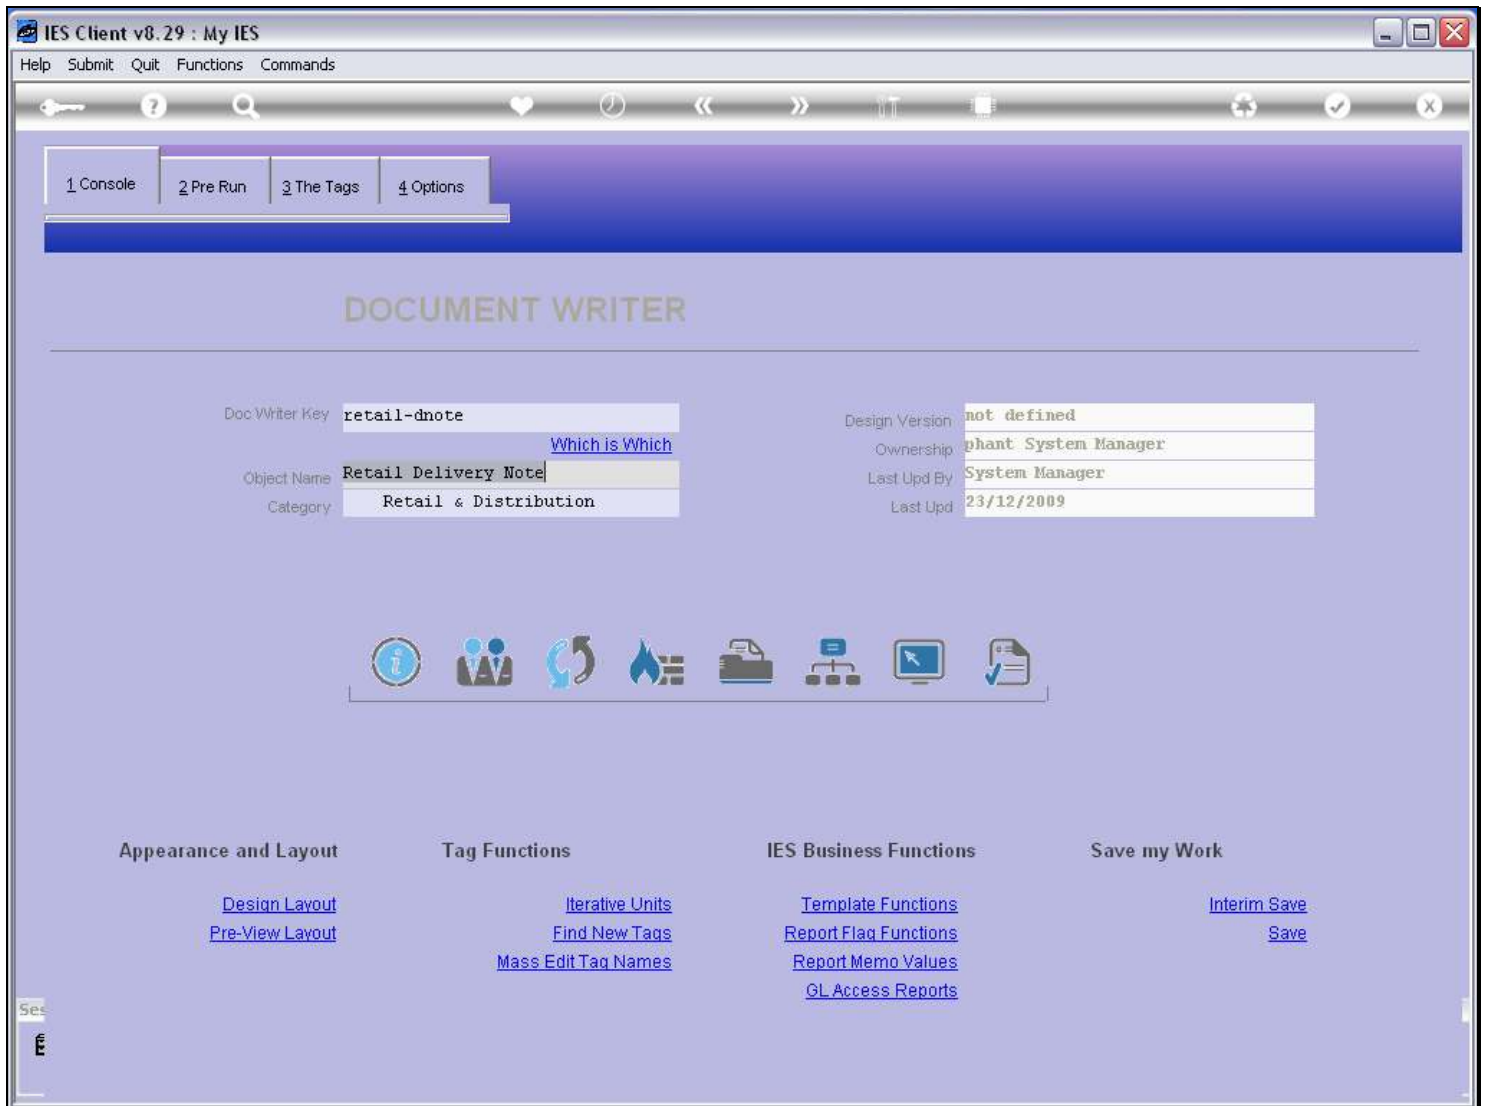 IES Client v8.29 : My IES
Help Submit Quit Functions Commands
1 Console 2 Pre Run 3 The Tags 4 Options
DOCUMENT WRITER
Doc Writer Key retail-dnote
Which is Which
Object Name Retail Delivery Note
Category Retail & Distribution
Design Version not defined
Ownership phant System Manager
Last Upd By System Manager
Last Upd 23/12/2009
Appearance and Layout
Design Layout
Pre-View Layout
Tag Functions
Iterative Units
Find New Tags
Mass Edit Tag Names
IES Business Functions
Template Functions
Report Flag Functions
Report Memo Values
GL Access Reports
Save my Work
Interim Save
Save
Ses